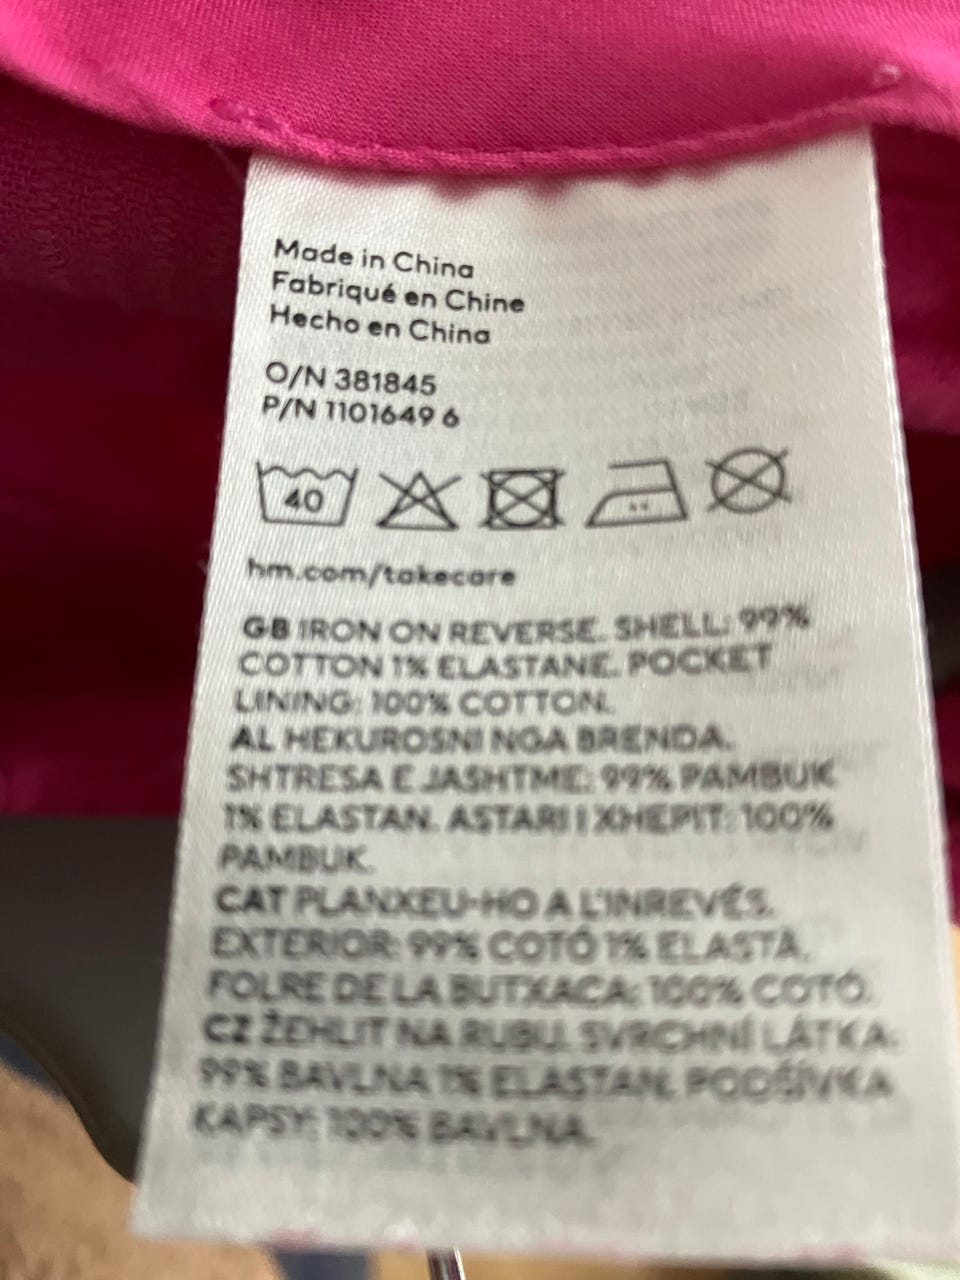 Made in China
Fabriqué en Chine
Hecho en China
O/N 381845
P/N 1101649 6
40
hm.com/takecare
GB IRON ON REVERSE. SHELL: 99%
COTTON 1% ELASTANE. POCKET
LINING: 100% COTTON.
AL HEKUROSNI NGA BRENDA.
SHTRESA E JASHTME: 99% PAMBUK
1% ELASTAN. ASTARI I XHEPIT: 100%
PAMBUK.
CAT PLANXEU-HO A L'INREVÉS.
EXTERIOR: 99% COTÓ 1% ELASTÀ.
FOLRE DE LA BUTXACA: 100% COTÓ.
CZ ŽEHLIT NA RUBU. SVRCHNÍ LÁTKA:
99% BAVLNA 1% ELASTAN. PODŠÍVKA
KAPSY: 100% BAVLNA.